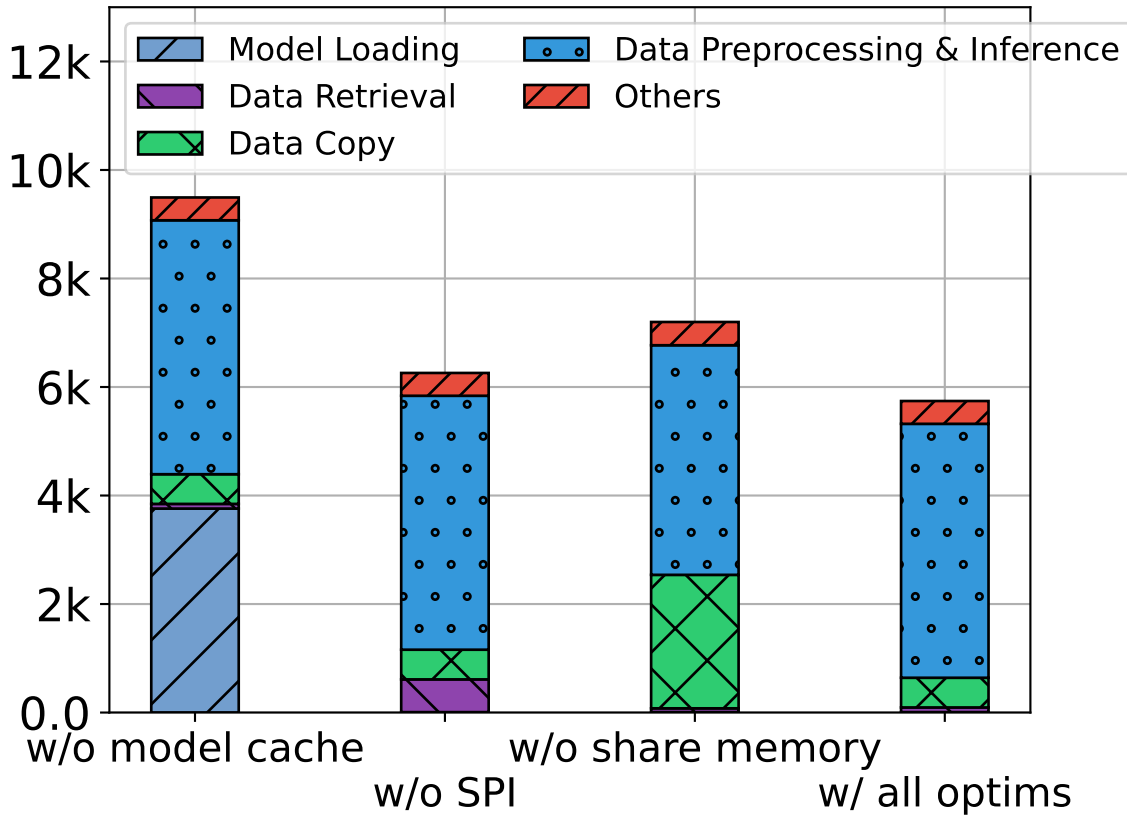 Model Loading
Data Retrieval
Data Copy
Data Preprocessing & Inference
Others
12k
10k
8k
6k
4k
2k
0.0
w/o model cache
w/o SPI
w/o share memory
w/ all optims